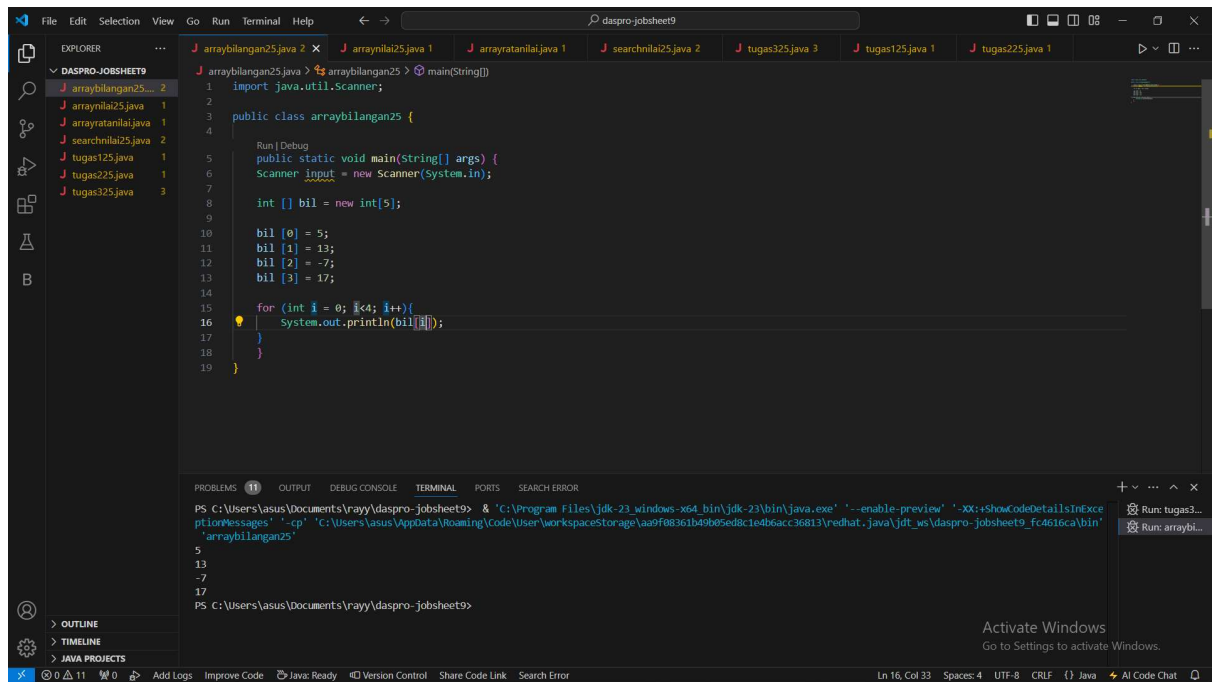 File Edit Selection View Go Run Terminal Help
daspro-jobsheet9
EXPLORER
DASPRO-JOBSHEET9
arraybilangan25.... 2
arraynilai25.java 1
arrayratanilai.java 1
searchnilai25.java 2
tugas125.java 1
tugas225.java 1
tugas325.java 3
OUTLINE
TIMELINE
JAVA PROJECTS
arraybilangan25.java 2 arraynilai25.java 1 arrayratanilai.java 1 searchnilai25.java 2 tugas325.java 3 tugas125.java 1 tugas225.java 1
arraybilangan25.java > arraybilangan25 > main(String[])
1 import java.util.Scanner;
2
3 public class arraybilangan25 {
4
Run | Debug
5 public static void main(String[] args) {
6 Scanner input = new Scanner(System.in);
7
8 int [] bil = new int[5];
9
10 bil [0] = 5;
11 bil [1] = 13;
12 bil [2] = -7;
13 bil [3] = 17;
14
15 for (int i = 0; i<4; i++){
16 System.out.println(bil[i]);
17 }
18 }
19 }
PROBLEMS 11 OUTPUT DEBUG CONSOLE TERMINAL PORTS SEARCH ERROR
PS C:\Users\asus\Documents\rayy\daspro-jobsheet9> & 'C:\Program Files\jdk-23_windows-x64_bin\jdk-23\bin\java.exe' '--enable-preview' '-XX:+ShowCodeDetailsInExce
ptionMessages' '-cp' 'C:\Users\asus\AppData\Roaming\Code\User\workspaceStorage\aa9f08361b49b05ed8c1e4b6acc36813\redhat.java\jdt_ws\daspro-jobsheet9_fc4616ca\bin'
'arraybilangan25'
5
13
-7
17
PS C:\Users\asus\Documents\rayy\daspro-jobsheet9>
Run: tugas3...
Run: arraybi...
Activate Windows
Go to Settings to activate Windows.
0 11 0 Add Logs Improve Code Java: Ready Version Control Share Code Link Search Error Ln 16, Col 33 Spaces: 4 UTF-8 CRLF {} Java AI Code Chat